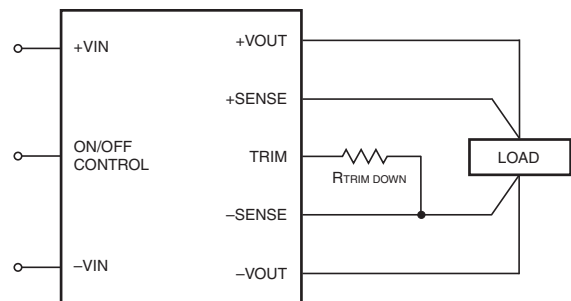 +VIN
+VOUT
+SENSE
ON/OFF
CONTROL
TRIM
RTRIM DOWN
LOAD
–SENSE
–VIN
–VOUT